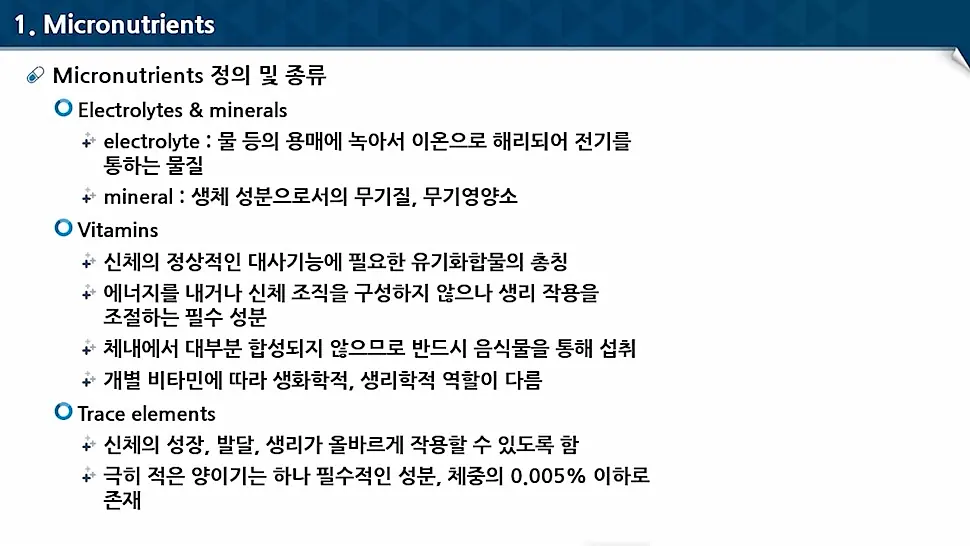 1. Micronutrients
Micronutrients 정의 및 종류
Electrolytes & minerals
electrolyte : 물 등의 용매에 녹아서 이온으로 해리되어 전기를
통하는 물질
mineral : 생체 성분으로서의 무기질, 무기영양소
Vitamins
신체의 정상적인 대사기능에 필요한 유기화합물의 총칭
에너지를 내거나 신체 조직을 구성하지 않으나 생리 작용을
조절하는 필수 성분
체내에서 대부분 합성되지 않으므로 반드시 음식물을 통해 섭취
개별 비타민에 따라 생화학적, 생리학적 역할이 다름
Trace elements
신체의 성장, 발달, 생리가 올바르게 작용할 수 있도록 함
극히 적은 양이기는 하나 필수적인 성분, 체중의 0.005% 이하로
존재